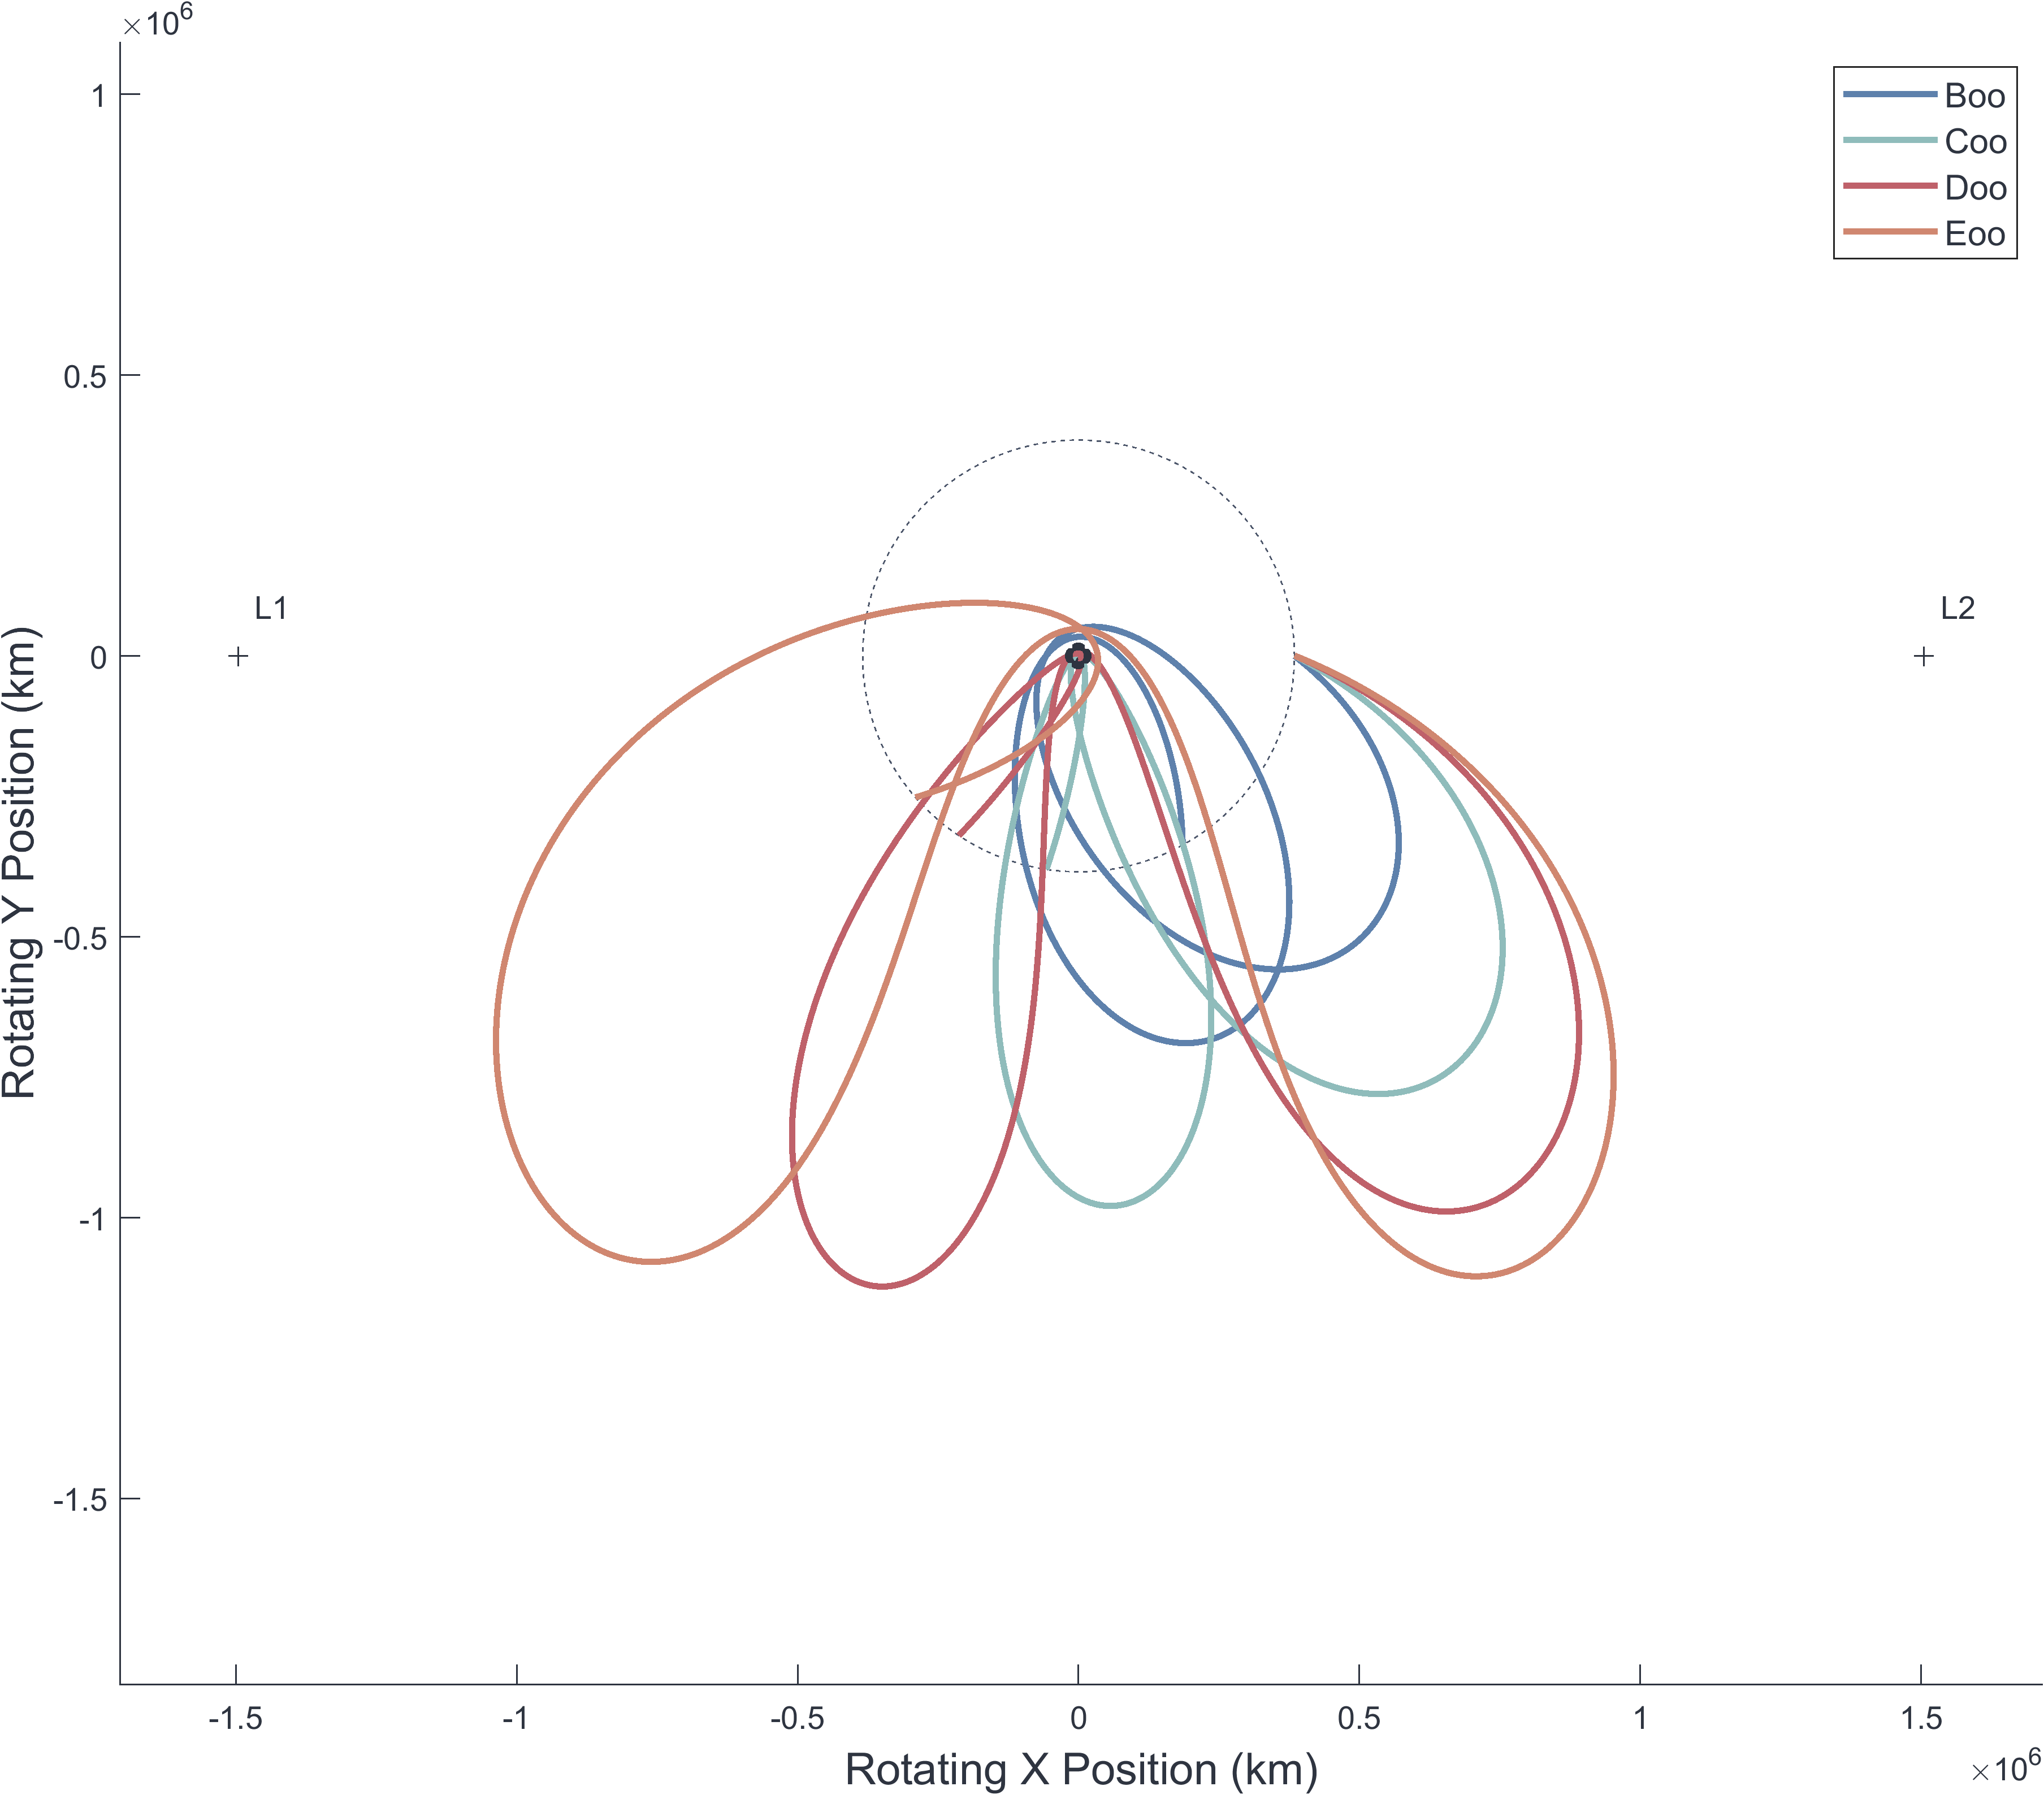 ×10⁶
1
0.5
0
-0.5
-1
-1.5
Rotating Y Position (km)
Boo
Coo
Doo
Eoo
L1
L2
-1.5
-1
-0.5
0
0.5
1
1.5
Rotating X Position (km)
×10⁶